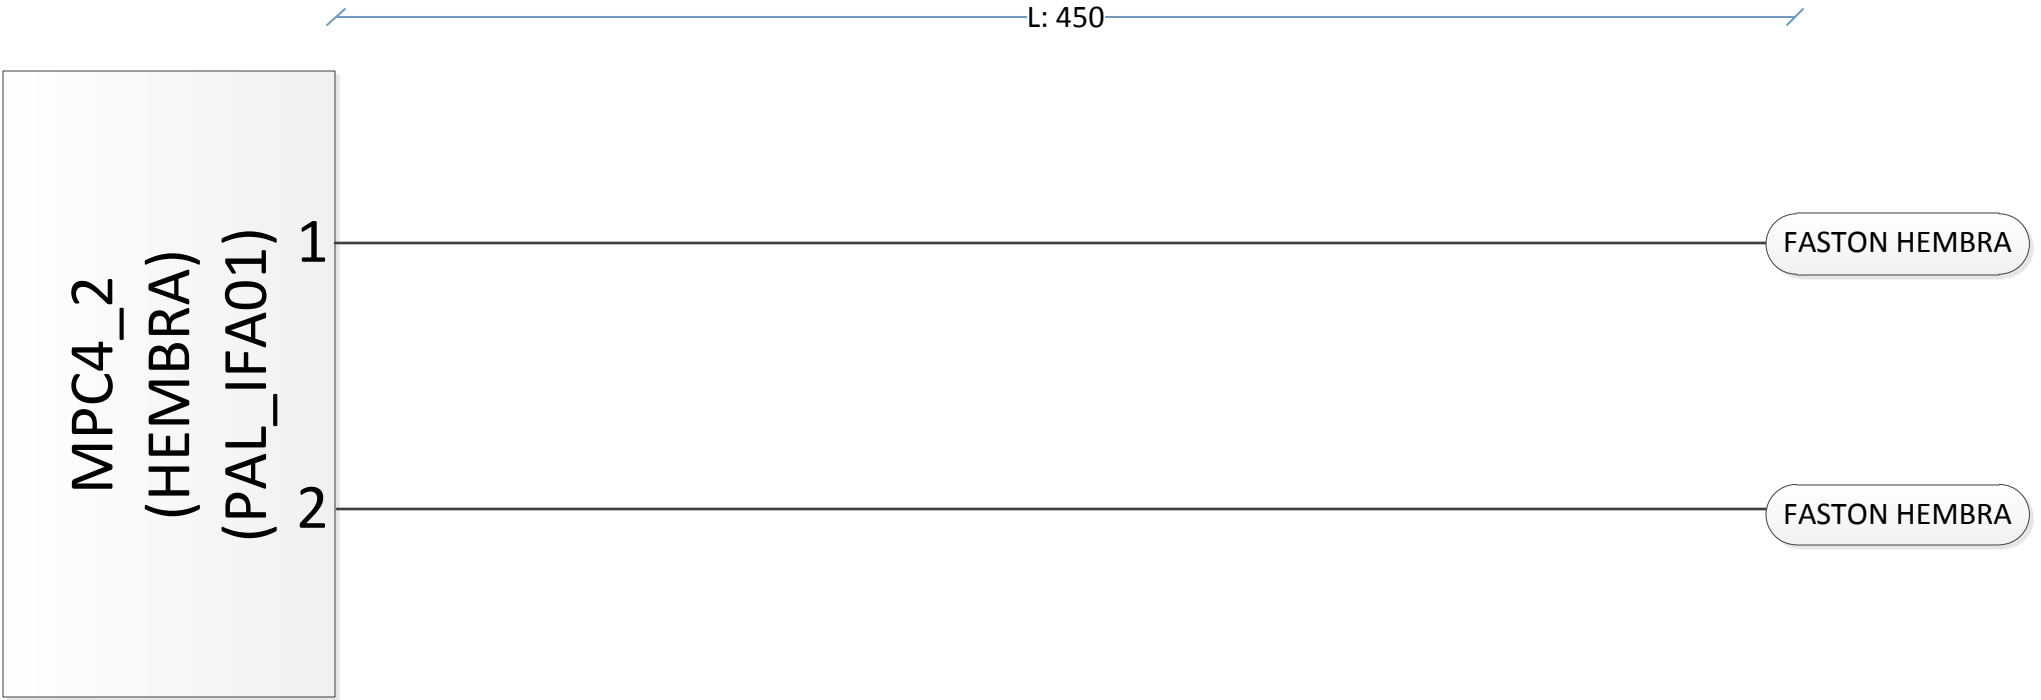 L: 450
MPC4_2
(HEMBRA)
(PAL_IFA01)
1
FASTON HEMBRA
2
FASTON HEMBRA